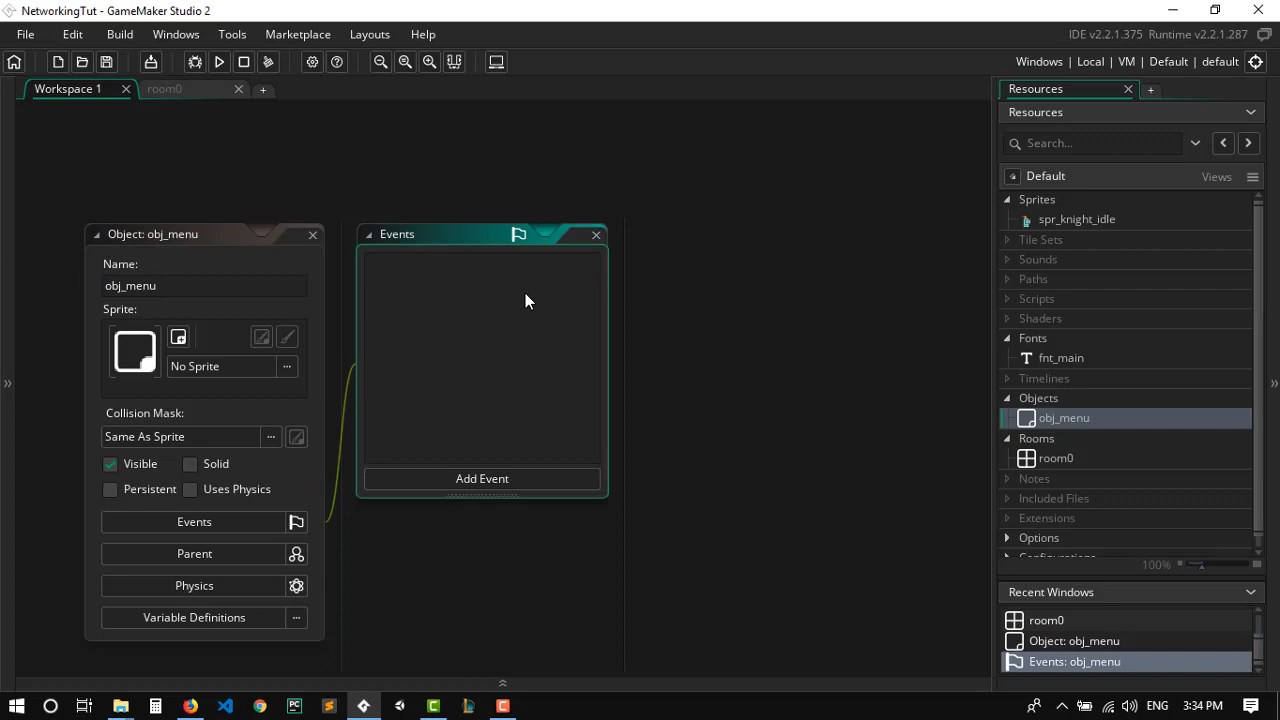 NetworkingTut - GameMaker Studio 2
File Edit Build Windows Tools Marketplace Layouts Help
IDE v2.2.1.375 Runtime v2.2.1.287
Windows | Local | VM | Default | default
Workspace 1
room0
Resources
Resources
Search...
Default
Views
Sprites
spr_knight_idle
Tile Sets
Sounds
Paths
Scripts
Shaders
Fonts
fnt_main
Timelines
Objects
obj_menu
Rooms
room0
Notes
Included Files
Extensions
Options
Configurations
100%
Recent Windows
room0
Object: obj_menu
Events: obj_menu
Object: obj_menu
Name:
obj_menu
Sprite:
No Sprite
Collision Mask:
Same As Sprite
Visible
Solid
Persistent
Uses Physics
Events
Parent
Physics
Variable Definitions
Events
Add Event
ENG
3:34 PM